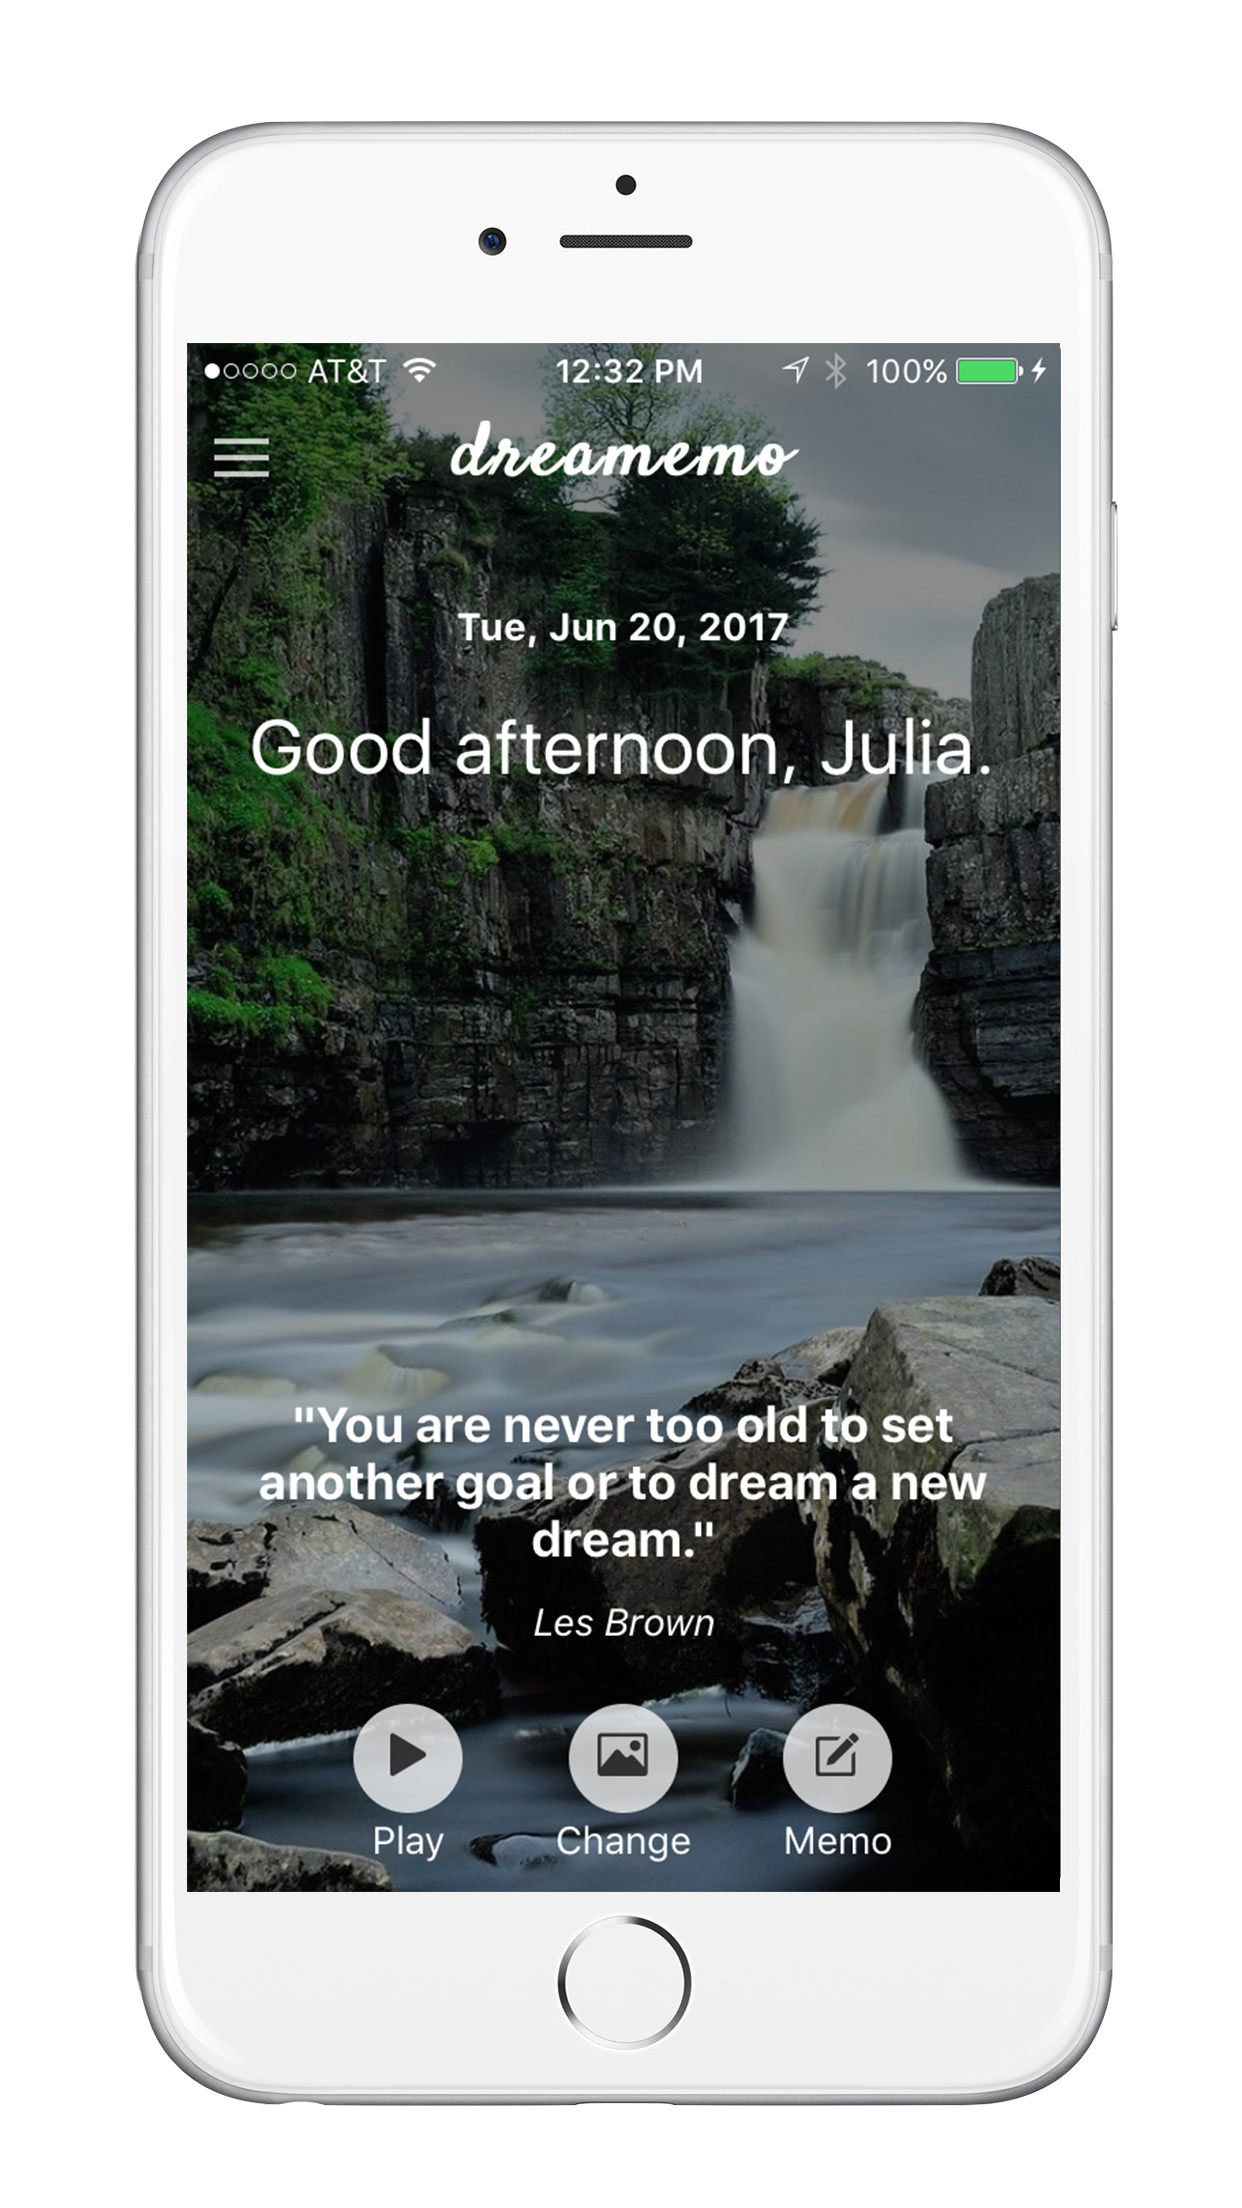 AT&T 12:32 PM 100%
dreamemo
Tue, Jun 20, 2017
Good afternoon, Julia.
"You are never too old to set
another goal or to dream a new
dream."
Les Brown
Play Change Memo